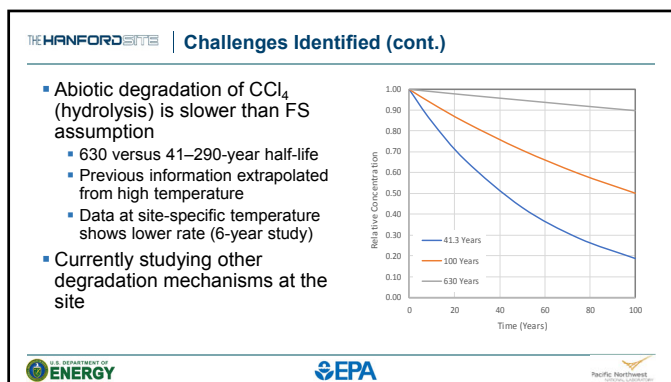 THE HANFORD SITE
Challenges Identified (cont.)
▪ Abiotic degradation of CCl₄
(hydrolysis) is slower than FS
assumption
▪ 630 versus 41–290-year half-life
▪ Previous information extrapolated
from high temperature
▪ Data at site-specific temperature
shows lower rate (6-year study)
▪ Currently studying other
degradation mechanisms at the
site
1.00
0.90
0.80
0.70
0.60
0.50
0.40
0.30
0.20
0.10
0.00
Relative Concentration
41.3 Years
100 Years
630 Years
0 20 40 60 80 100
Time (Years)
U.S. DEPARTMENT OF
ENERGY
EPA
Pacific Northwest
NATIONAL LABORATORY